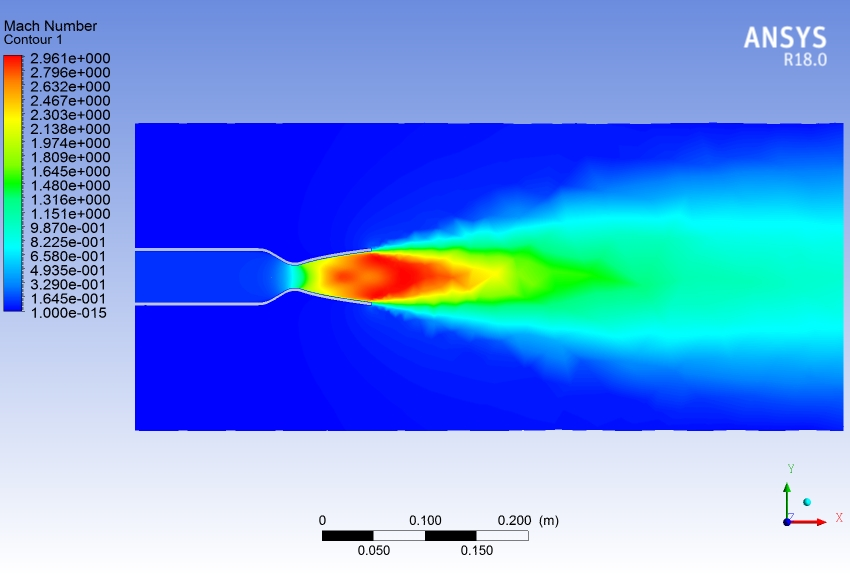 Mach Number
Contour 1
2.961e+000
2.796e+000
2.632e+000
2.467e+000
2.303e+000
2.138e+000
1.974e+000
1.809e+000
1.645e+000
1.480e+000
1.316e+000
1.151e+000
9.870e-001
8.225e-001
6.580e-001
4.935e-001
3.290e-001
1.645e-001
1.000e-015
ANSYS
R18.0
0 0.100 0.200 (m)
0.050 0.150
Y
Z
X